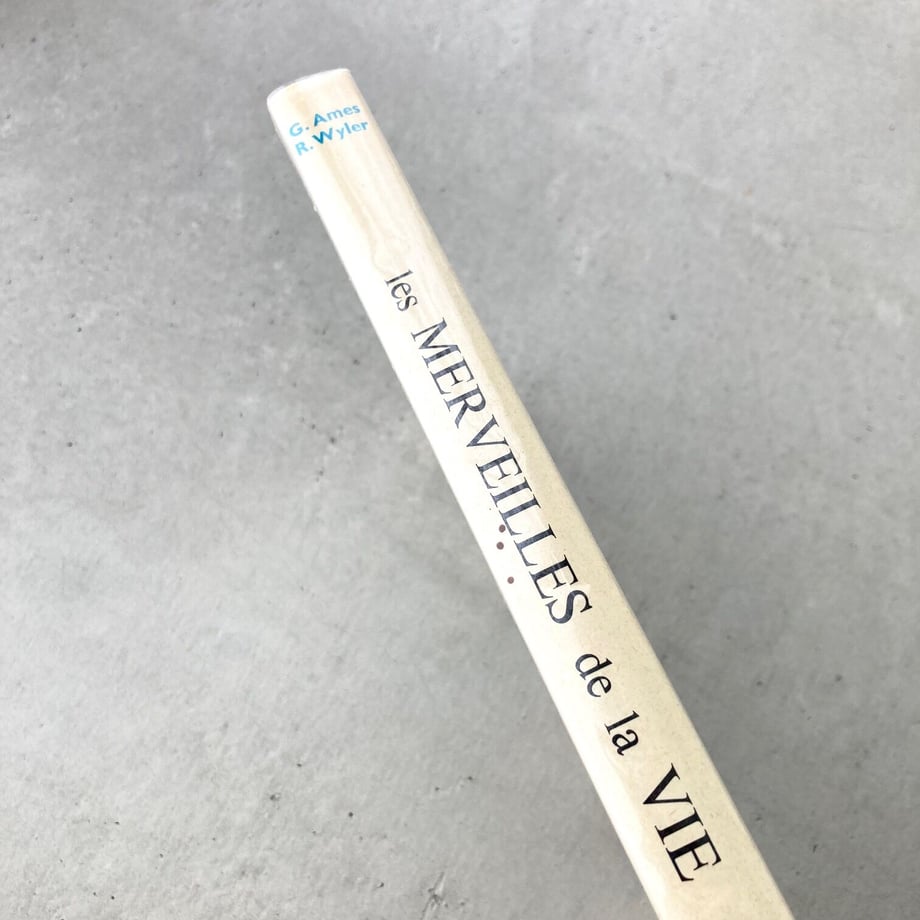 G. Ames
R. Wyler
les MERVEILLES de la VIE